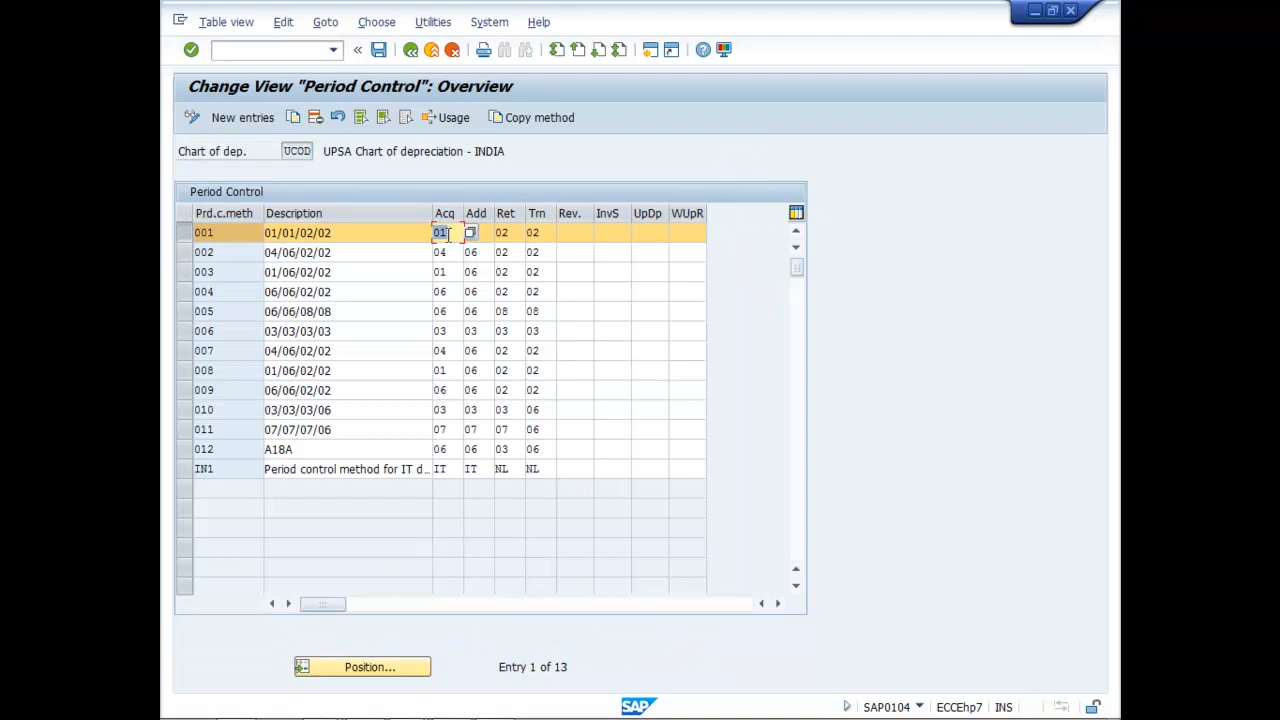 Table view Edit Goto Choose Utilities System Help
«
Change View "Period Control": Overview
New entries Usage Copy method
Chart of dep. UCOD UPSA Chart of depreciation - INDIA
Period Control
Prd.c.meth Description Acq Add Ret Trn Rev. InvS UpDp WUpR
001 01/01/02/02 01 02 02
002 04/06/02/02 04 06 02 02
003 01/06/02/02 01 06 02 02
004 06/06/02/02 06 06 02 02
005 06/06/08/08 06 06 08 08
006 03/03/03/03 03 03 03 03
007 04/06/02/02 04 06 02 02
008 01/06/02/02 01 06 02 02
009 06/06/02/02 06 06 02 02
010 03/03/03/06 03 03 03 06
011 07/07/07/06 07 07 07 06
012 A18A 06 06 03 06
IN1 Period control method for IT d... IT IT NL NL
Position... Entry 1 of 13
SAP SAP0104 ECCEhp7 INS